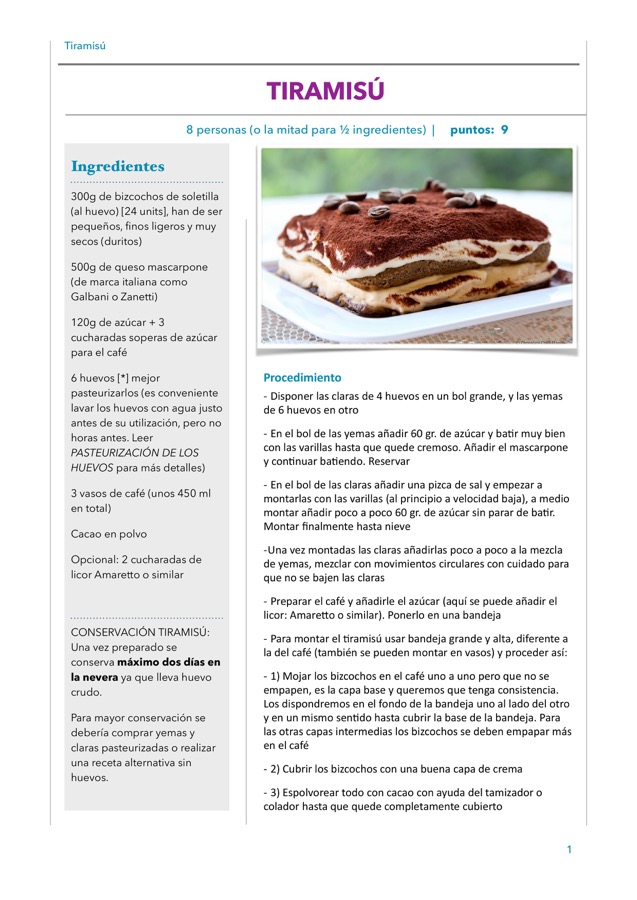 Tiramisú
TIRAMISÚ
8 personas (o la mitad para ½ ingredientes) | puntos: 9
Ingredientes
300g de bizcochos de soletilla
(al huevo) [24 units], han de ser
pequeños, finos ligeros y muy
secos (duritos)
500g de queso mascarpone
(de marca italiana como
Galbani o Zanetti)
120g de azúcar + 3
cucharadas soperas de azúcar
para el café
6 huevos [*] mejor
pasteurizarlos (es conveniente
lavar los huevos con agua justo
antes de su utilización, pero no
horas antes. Leer
PASTEURIZACIÓN DE LOS
HUEVOS para más detalles)
3 vasos de café (unos 450 ml
en total)
Cacao en polvo
Opcional: 2 cucharadas de
licor Amaretto o similar
CONSERVACIÓN TIRAMISÚ:
Una vez preparado se
conserva máximo dos días en
la nevera ya que lleva huevo
crudo.
Para mayor conservación se
debería comprar yemas y
claras pasteurizadas o realizar
una receta alternativa sin
huevos.
Procedimiento
- Disponer las claras de 4 huevos en un bol grande, y las yemas
de 6 huevos en otro
- En el bol de las yemas añadir 60 gr. de azúcar y batir muy bien
con las varillas hasta que quede cremoso. Añadir el mascarpone
y continuar batiendo. Reservar
- En el bol de las claras añadir una pizca de sal y empezar a
montarlas con las varillas (al principio a velocidad baja), a medio
montar añadir poco a poco 60 gr. de azúcar sin parar de batir.
Montar finalmente hasta nieve
-Una vez montadas las claras añadirlas poco a poco a la mezcla
de yemas, mezclar con movimientos circulares con cuidado para
que no se bajen las claras
- Preparar el café y añadirle el azúcar (aquí se puede añadir el
licor: Amaretto o similar). Ponerlo en una bandeja
- Para montar el tiramisú usar bandeja grande y alta, diferente a
la del café (también se pueden montar en vasos) y proceder así:
- 1) Mojar los bizcochos en el café uno a uno pero que no se
empapen, es la capa base y queremos que tenga consistencia.
Los dispondremos en el fondo de la bandeja uno al lado del otro
y en un mismo sentido hasta cubrir la base de la bandeja. Para
las otras capas intermedias los bizcochos se deben empapar más
en el café
- 2) Cubrir los bizcochos con una buena capa de crema
- 3) Espolvorear todo con cacao con ayuda del tamizador o
colador hasta que quede completamente cubierto
1